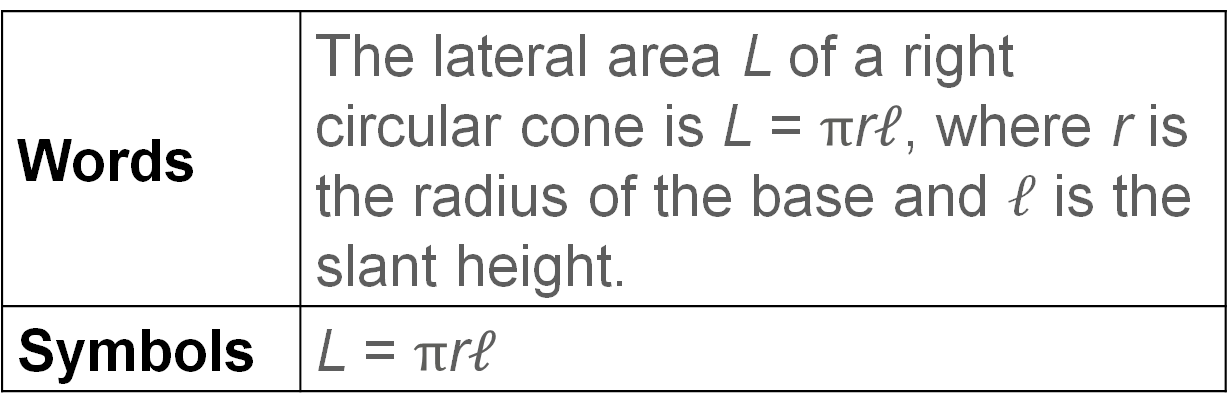 Words
The lateral area L of a right
circular cone is L = πrℓ, where r is
the radius of the base and ℓ is the
slant height.
Symbols
L = πrℓ